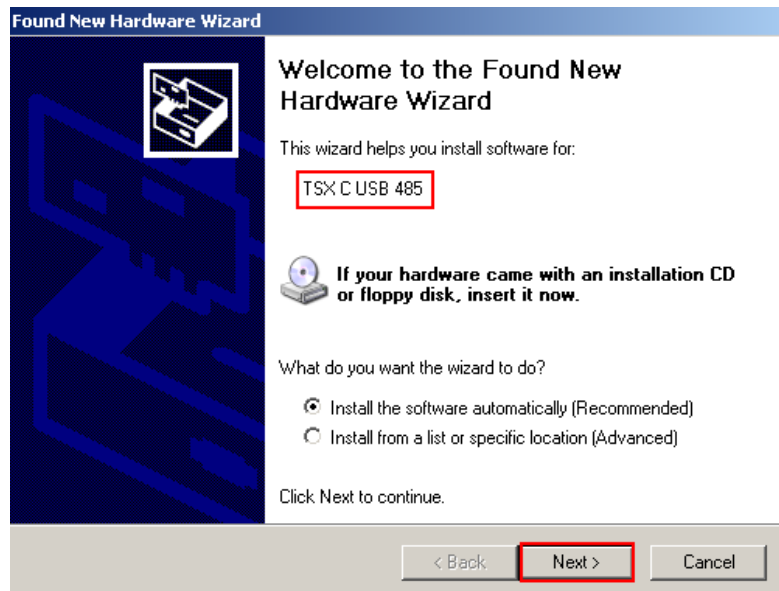 Found New Hardware Wizard
Welcome to the Found New
Hardware Wizard
This wizard helps you install software for:
TSX C USB 485
If your hardware came with an installation CD
or floppy disk, insert it now.
What do you want the wizard to do?
Install the software automatically (Recommended)
Install from a list or specific location (Advanced)
Click Next to continue.
< Back
Next >
Cancel